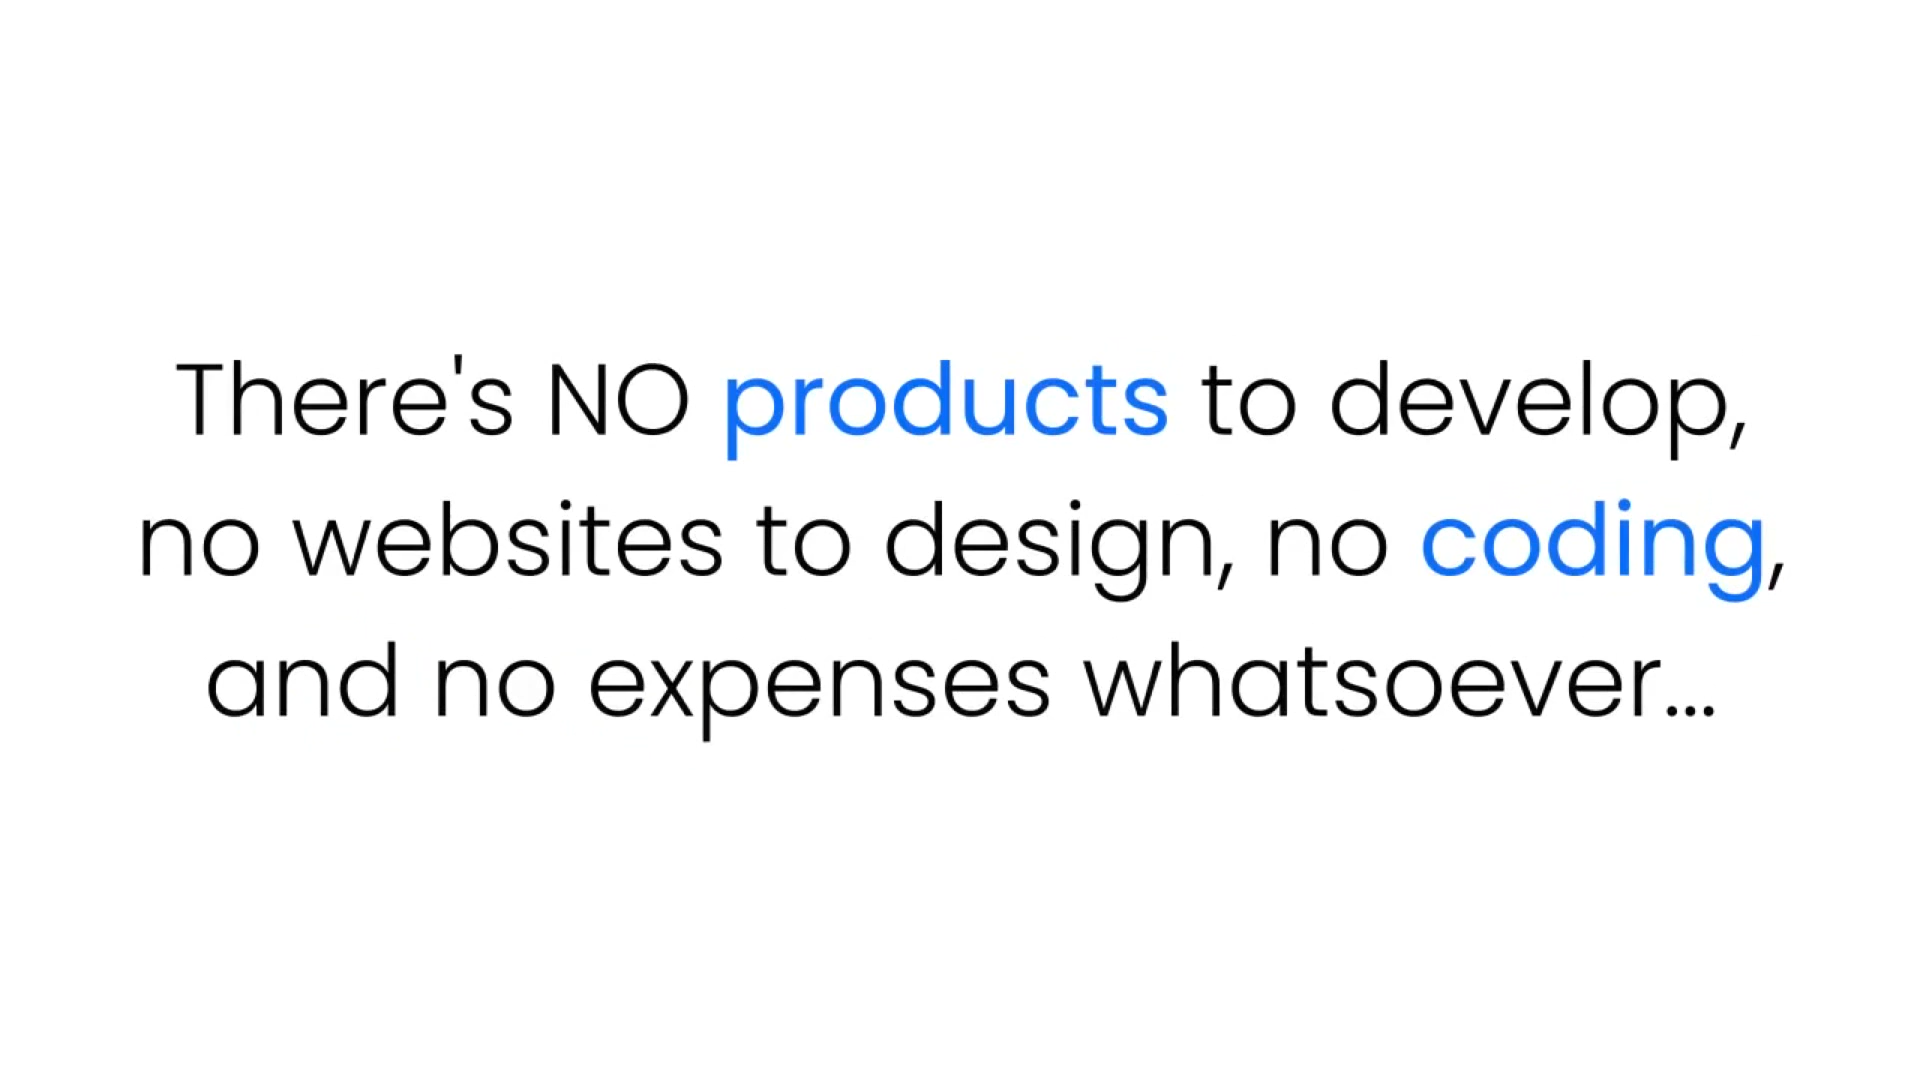 There's NO products to develop,
no websites to design, no coding,
and no expenses whatsoever...